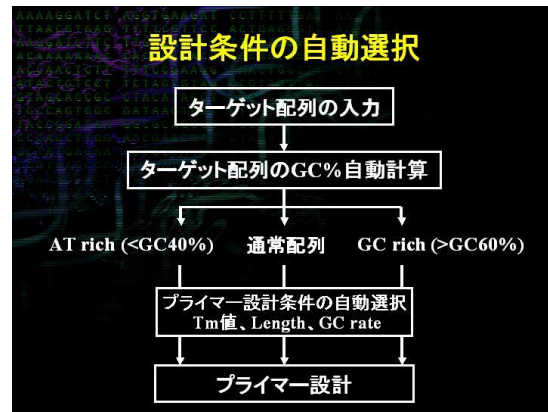 設計条件の自動選択
ターゲット配列の入力
ターゲット配列のGC%自動計算
AT rich (<GC40%) 通常配列 GC rich (>GC60%)
プライマー設計条件の自動選択
Tm値、Length、GC rate
プライマー設計